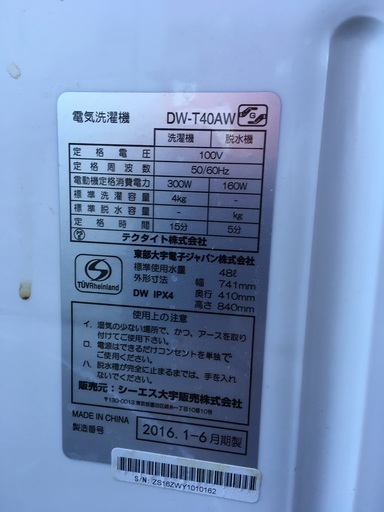 電気洗濯機 DW-T40AW
洗濯機 脱水機
定格電圧 100V
定格周波数 50/60Hz
電動機定格消費電力 300W 160W
標準洗濯容量 4kg
標準脱水容量 kg
定格時間 15分 5分
テクタイト株式会社
東部大宇電子ジャパン株式会社
標準使用水量 48ℓ
外形寸法 幅 741mm
奥行 410mm
高さ 840mm
TÜVRheinland
DW IPX4
使用上の注意
イ. 湿気の少ない場所で、かつ、アースを取り
付けてご使用下さい。
ロ. 電源はできるだけコンセントを単独で
ご使用ください。
ハ. 脱水槽が完全に止まるまでは、手を入れ
ないでください。
販売元：シーエス大宇販売株式会社
MADE IN CHINA
製造番号 2016.1-6月期製
S/N: ZS16ZWY1010162